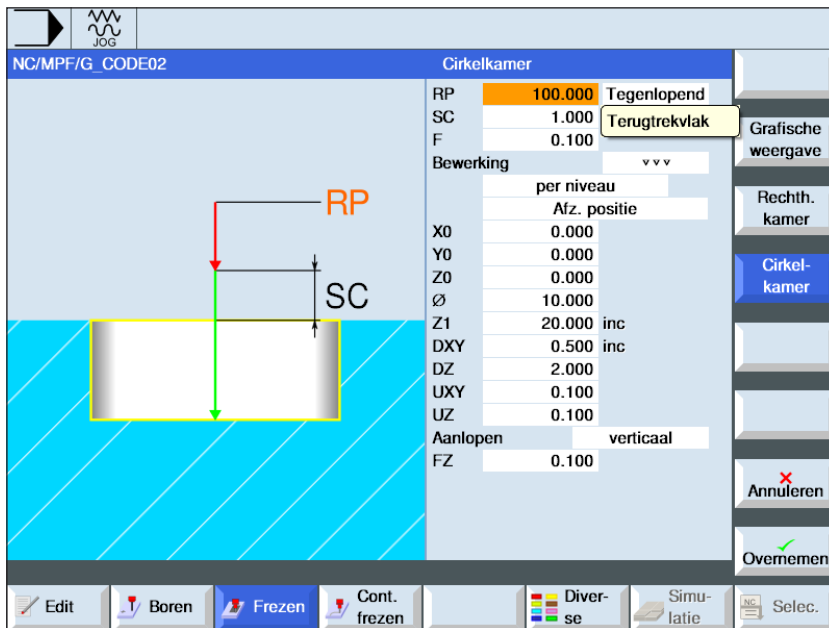 JOG
NC/MPF/G_CODE02
Cirkelkamer
RP 100.000 Tegenlopend
SC 1.000
Terugtrekvlak
F 0.100
Bewerking ▿▿▿
per niveau
Afz. positie
X0 0.000
Y0 0.000
Z0 0.000
Ø 10.000
Z1 20.000 inc
DXY 0.500 inc
DZ 2.000
UXY 0.100
UZ 0.100
Aanlopen verticaal
FZ 0.100
RP
SC
Grafische
weergave
Rechth.
kamer
Cirkel-
kamer
Annuleren
Overnemen
Edit
Boren
Frezen
Cont.
frezen
Diver-
se
Simu-
latie
NC
Selec.